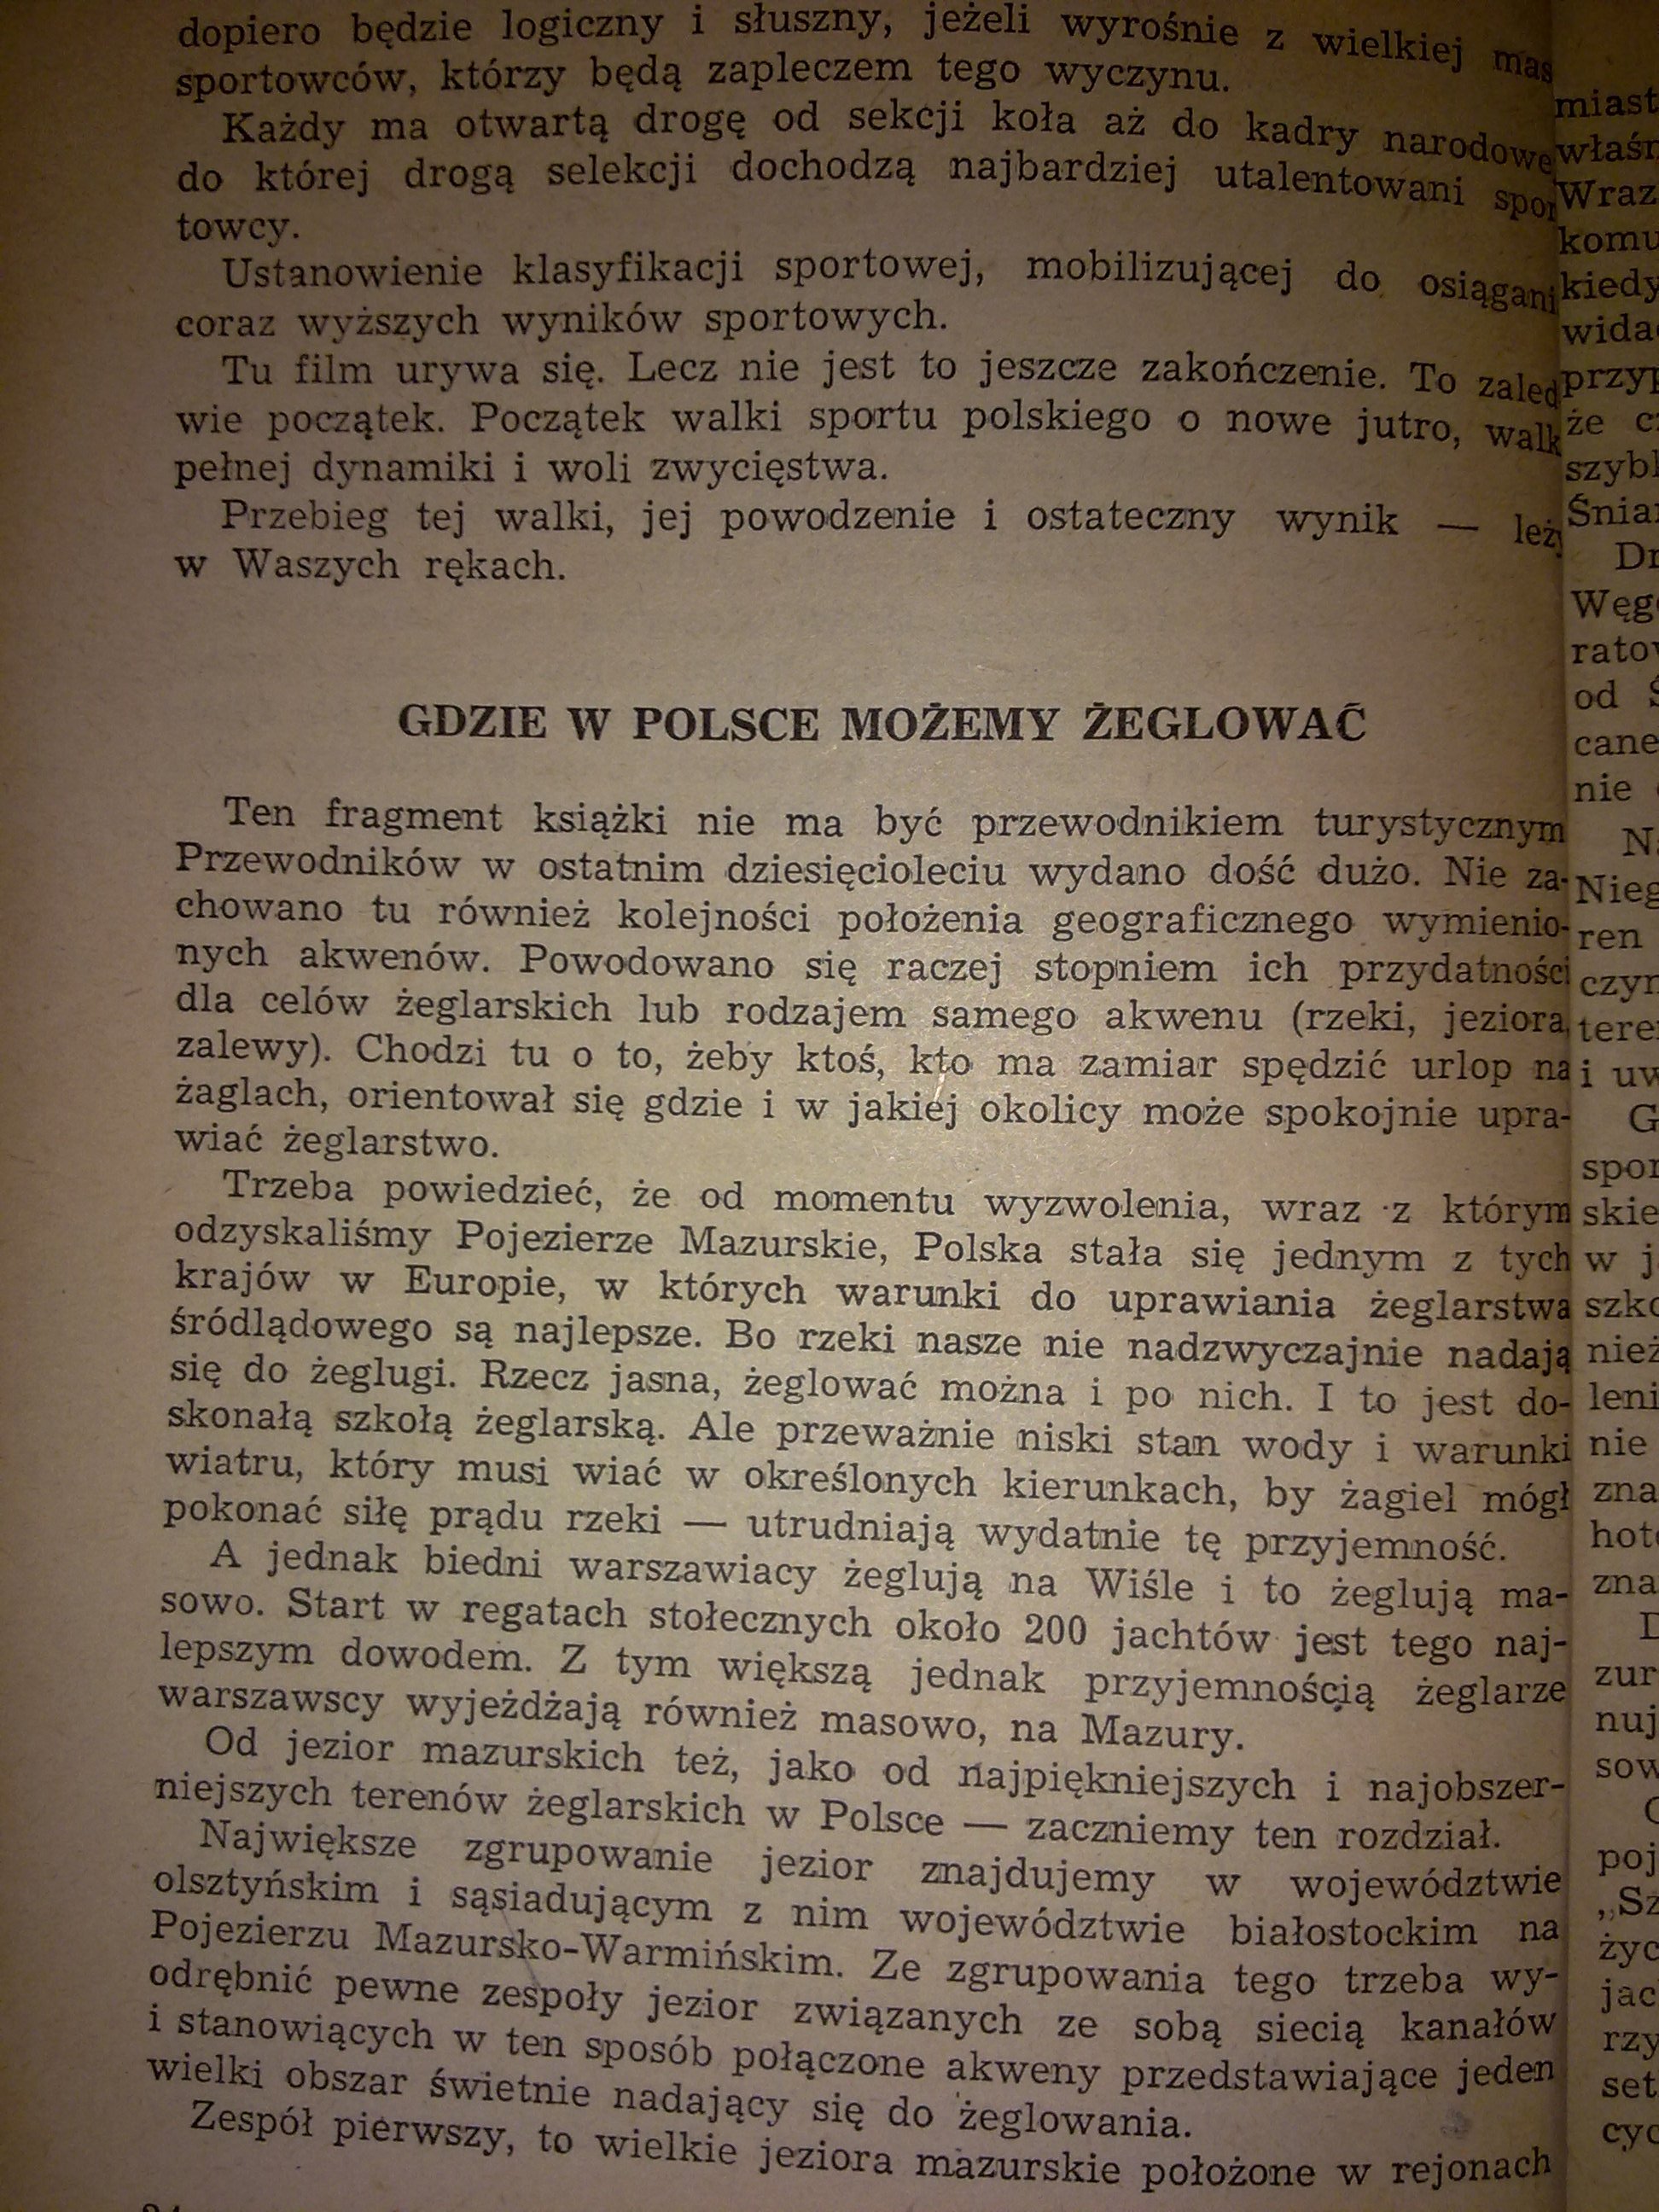 dopiero będzie logiczny i słuszny, jeżeli wyrośnie z wielkiej mas
sportowców, którzy będą zapleczem tego wyczynu.
Każdy ma otwartą drogę od sekcji koła aż do kadry narodowe
do której drogą selekcji dochodzą najbardziej utalentowani spor
towcy.
Ustanowienie klasyfikacji sportowej, mobilizującej do osiągani
coraz wyższych wyników sportowych.
Tu film urywa się. Lecz nie jest to jeszcze zakończenie. To zaled
wie początek. Początek walki sportu polskiego o nowe jutro, walk
pełnej dynamiki i woli zwycięstwa.
Przebieg tej walki, jej powodzenie i ostateczny wynik — leży
w Waszych rękach.
GDZIE W POLSCE MOŻEMY ŻEGLOWAĆ
Ten fragment książki nie ma być przewodnikiem turystycznym
Przewodników w ostatnim dziesięcioleciu wydano dość dużo. Nie za-
chowano tu również kolejności położenia geograficznego wymienio-
nych akwenów. Powodowano się raczej stopniem ich przydatności
dla celów żeglarskich lub rodzajem samego akwenu (rzeki, jeziora,
zalewy). Chodzi tu o to, żeby ktoś, kto ma zamiar spędzić urlop na
żaglach, orientował się gdzie i w jakiej okolicy może spokojnie upra-
wiać żeglarstwo.
Trzeba powiedzieć, że od momentu wyzwolenia, wraz z którym
odzyskaliśmy Pojezierze Mazurskie, Polska stała się jednym z tych
krajów w Europie, w których warunki do uprawiania żeglarstwa
śródlądowego są najlepsze. Bo rzeki nasze nie nadzwyczajnie nadają
się do żeglugi. Rzecz jasna, żeglować można i po nich. I to jest do-
skonałą szkołą żeglarską. Ale przeważnie niski stan wody i warunki
wiatru, który musi wiać w określonych kierunkach, by żagiel mógł
pokonać siłę prądu rzeki — utrudniają wydatnie tę przyjemność.
A jednak biedni warszawiacy żeglują na Wiśle i to żeglują ma-
sowo. Start w regatach stołecznych około 200 jachtów jest tego naj-
lepszym dowodem. Z tym większą jednak przyjemnością żeglarze
warszawscy wyjeżdżają również masowo, na Mazury.
Od jezior mazurskich też, jako od najpiękniejszych i najobszer-
niejszych terenów żeglarskich w Polsce — zaczniemy ten rozdział.
Największe zgrupowanie jezior znajdujemy w województwie
olsztyńskim i sąsiadującym z nim województwie białostockim na
Pojezierzu Mazursko-Warmińskim. Ze zgrupowania tego trzeba wy-
odrębnić pewne zespoły jezior związanych ze sobą siecią kanałów
i stanowiących w ten sposób połączone akweny przedstawiające jeden
wielki obszar świetnie nadający się do żeglowania.
Zespół pierwszy, to wielkie jeziora mazurskie położone w rejonach